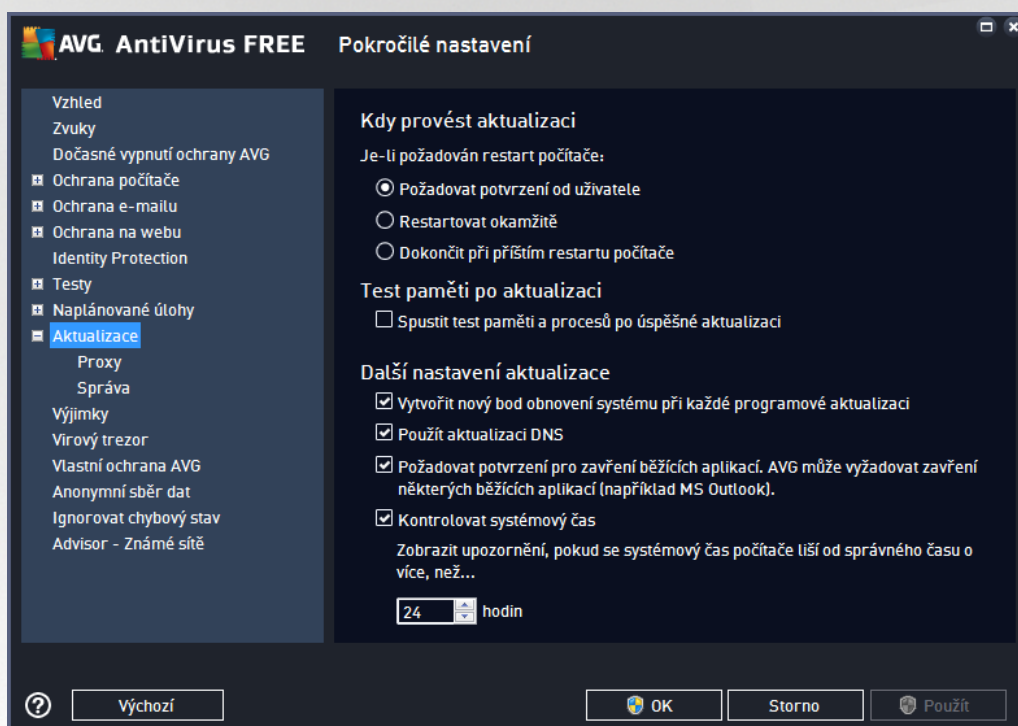 AVG. AntiVirus FREE
Pokročilé nastavení
Vzhled
Zvuky
Dočasné vypnutí ochrany AVG
Ochrana počítače
Ochrana e-mailu
Ochrana na webu
Identity Protection
Testy
Naplánované úlohy
Aktualizace
Proxy
Správa
Výjimky
Virový trezor
Vlastní ochrana AVG
Anonymní sběr dat
Ignorovat chybový stav
Advisor - Známé sítě
Kdy provést aktualizaci
Je-li požadován restart počítače:
Požadovat potvrzení od uživatele
Restartovat okamžitě
Dokončit při příštím restartu počítače
Test paměti po aktualizaci
Spustit test paměti a procesů po úspěšné aktualizaci
Další nastavení aktualizace
Vytvořit nový bod obnovení systému při každé programové aktualizaci
Použít aktualizaci DNS
Požadovat potvrzení pro zavření běžících aplikací. AVG může vyžadovat zavření
některých běžících aplikací (například MS Outlook).
Kontrolovat systémový čas
Zobrazit upozornění, pokud se systémový čas počítače liší od správného času o
více, než...
24 hodin
? Výchozí
OK
Storno
Použít